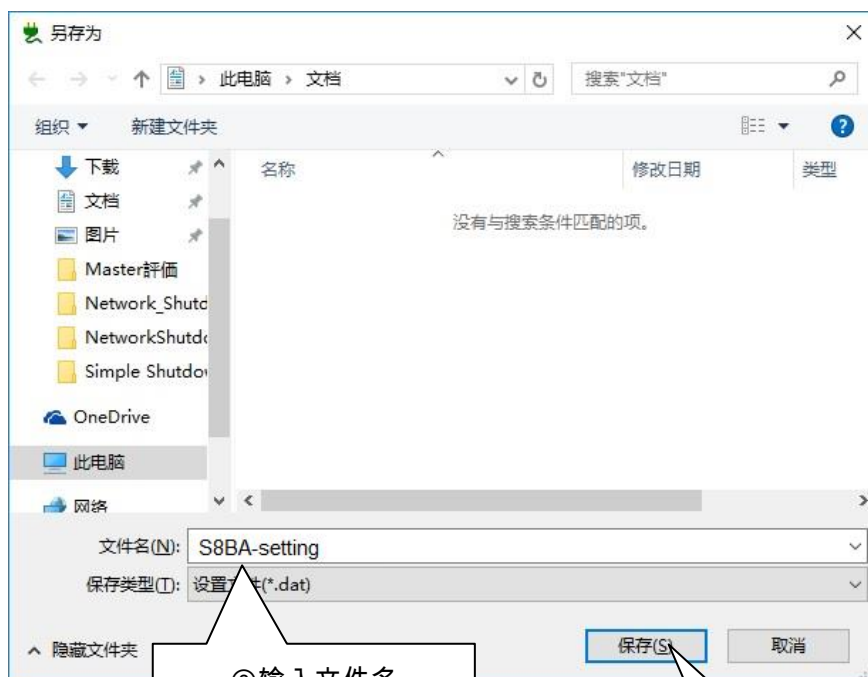 另存为
此电脑 › 文档
搜索"文档"
组织
新建文件夹
名称
修改日期
类型
没有与搜索条件匹配的项。
下载
文档
图片
Master評価
Network_Shutd
NetworkShutd
Simple Shutdo
OneDrive
此电脑
网络
文件名(N): S8BA-setting
保存类型(T): 设置文件(*.dat)
隐藏文件夹
保存(S)
取消
输入文件名